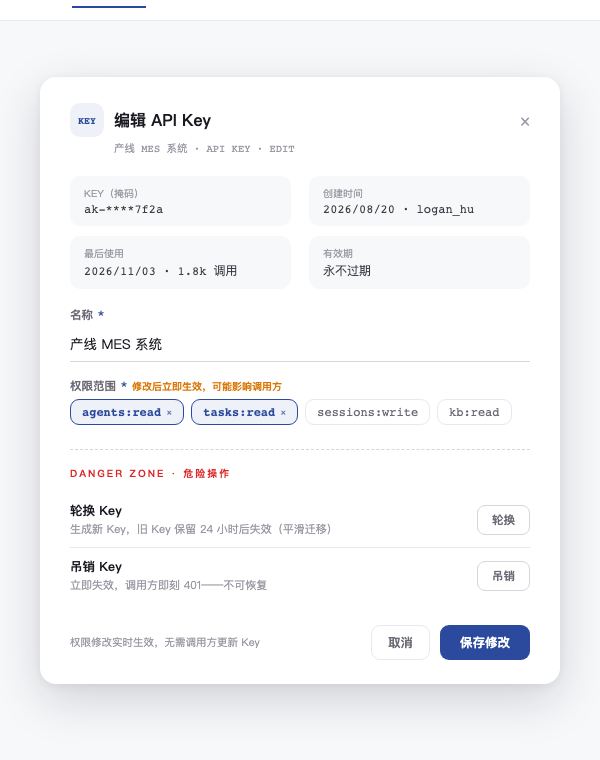 KEY
编辑 API Key
×
产线 MES 系统 · API KEY · EDIT
KEY（掩码）
ak-****7f2a
创建时间
2026/08/20 · logan_hu
最后使用
2026/11/03 · 1.8k 调用
有效期
永不过期
名称 *
产线 MES 系统
权限范围 * 修改后立即生效，可能影响调用方
agents:read × tasks:read × sessions:write kb:read
DANGER ZONE · 危险操作
轮换 Key
生成新 Key，旧 Key 保留 24 小时后失效（平滑迁移）
轮换
吊销 Key
立即失效，调用方即刻 401——不可恢复
吊销
权限修改实时生效，无需调用方更新 Key
取消
保存修改